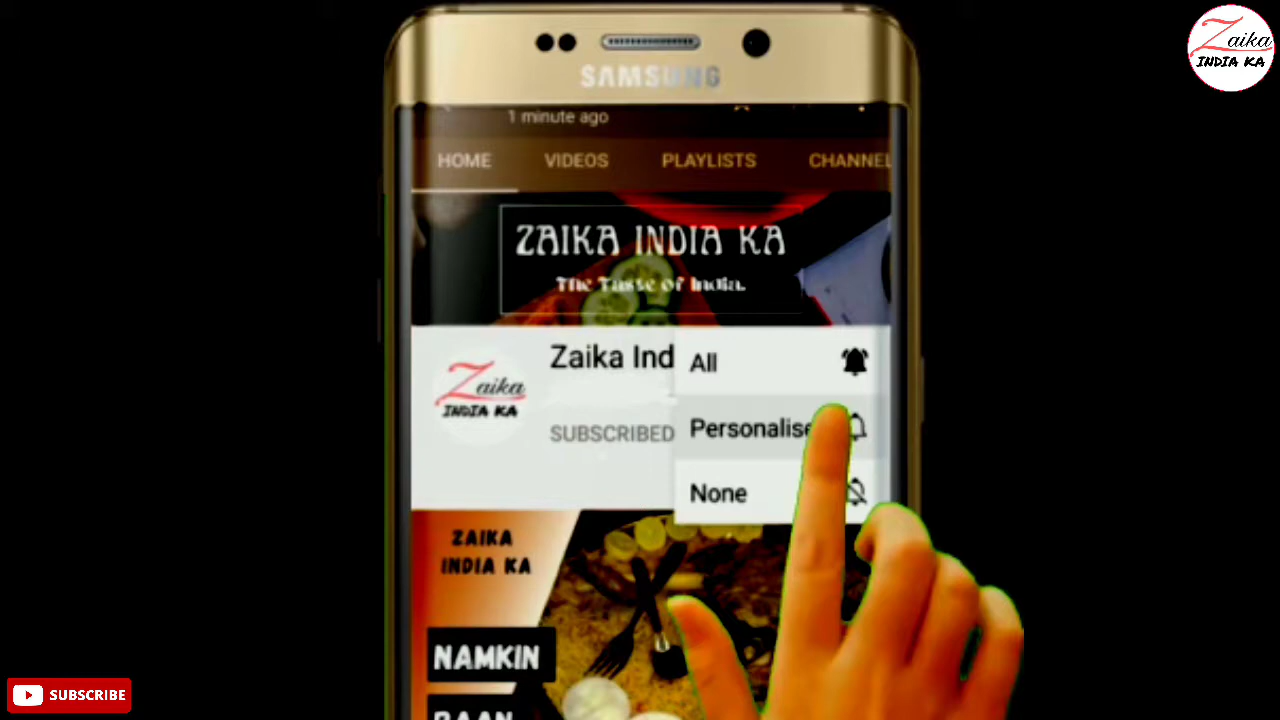 Zaika
INDIA KA
SAMSUNG
1 minute ago
HOME VIDEOS PLAYLISTS CHANNEL
ZAIKA INDIA KA
The Taste of India.
Zaika
INDIA KA
Zaika Ind
SUBSCRIBED
All
Personalise
None
ZAIKA
INDIA KA
NAMKIN
SUBSCRIBE